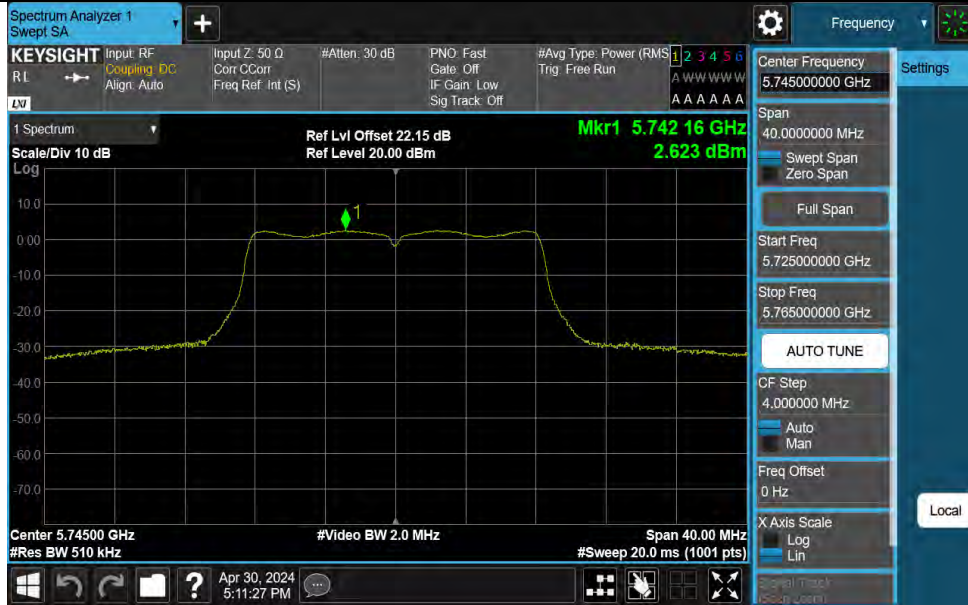 Spectrum Analyzer 1
Swept SA
Frequency
KEYSIGHT
RL
LXI
Input: RF
Coupling: DC
Align: Auto
Input Z: 50 Ω
Corr CCorr
Freq Ref: Int (S)
#Atten: 30 dB
PNO: Fast
Gate: Off
IF Gain: Low
Sig Track: Off
#Avg Type: Power (RMS
Trig: Free Run
1 2 3 4 5 6
A W W W W W
A A A A A A
1 Spectrum
Scale/Div 10 dB
Log
Ref Lvl Offset 22.15 dB
Ref Level 20.00 dBm
Mkr1 5.742 16 GHz
2.623 dBm
1
10.0
0.00
-10.0
-20.0
-30.0
-40.0
-50.0
-60.0
-70.0
Center 5.74500 GHz
#Res BW 510 kHz
#Video BW 2.0 MHz
Span 40.00 MHz
#Sweep 20.0 ms (1001 pts)
Center Frequency
5.745000000 GHz
Settings
Span
40.0000000 MHz
Swept Span
Zero Span
Full Span
Start Freq
5.725000000 GHz
Stop Freq
5.765000000 GHz
AUTO TUNE
CF Step
4.000000 MHz
Auto
Man
Freq Offset
0 Hz
Local
X Axis Scale
Log
Lin
Signal Track
(Span Zoom)
?
Apr 30, 2024
5:11:27 PM